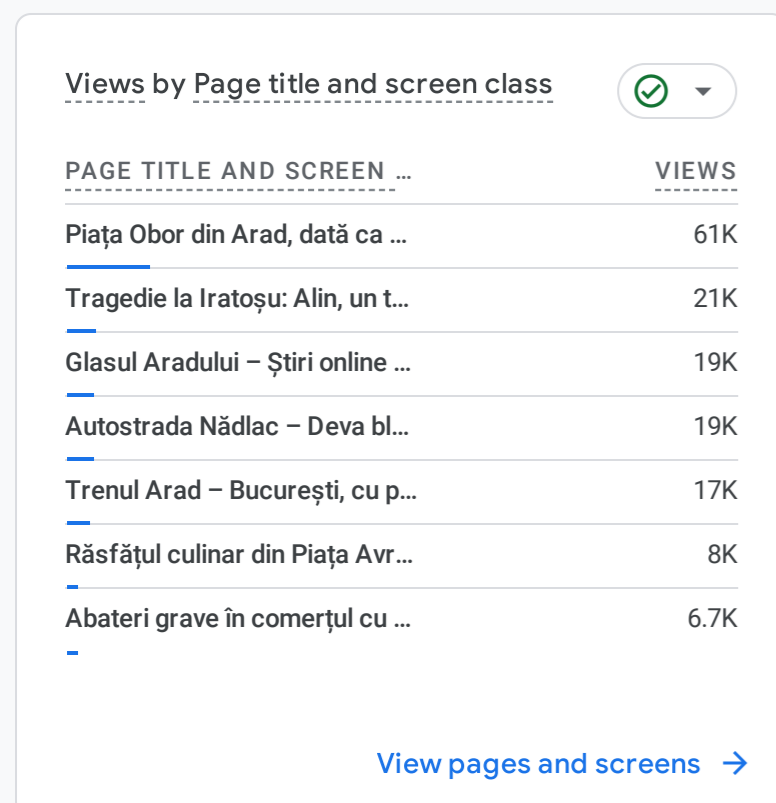 Views by Page title and screen class
PAGE TITLE AND SCREEN …
VIEWS
Piața Obor din Arad, dată ca …
61K
Tragedie la Iratoșu: Alin, un t…
21K
Glasul Aradului – Știri online …
19K
Autostrada Nădlac – Deva bl…
19K
Trenul Arad – București, cu p…
17K
Răsfățul culinar din Piața Avr…
8K
Abateri grave în comerțul cu …
6.7K
View pages and screens